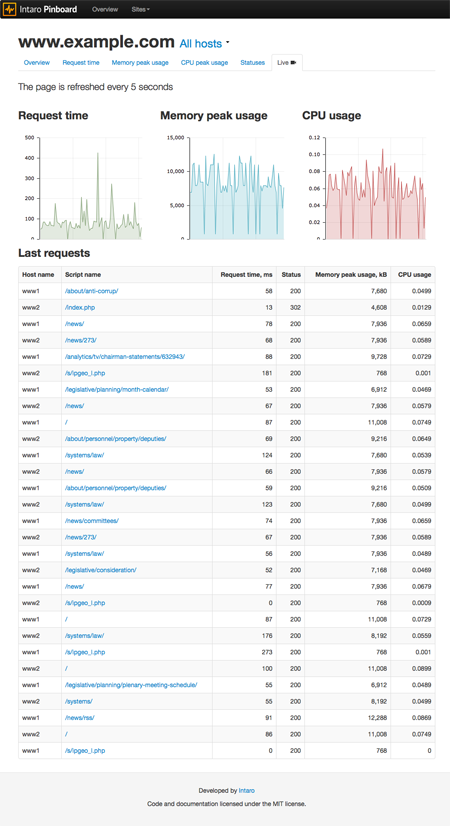 Intaro Pinboard Overview Sites
www.example.com All hosts
Overview Request time Memory peak usage CPU peak usage Statuses Live
The page is refreshed every 5 seconds
Request time Memory peak usage CPU usage
500 15,000 0.12
0.10
400
10,000 0.08
300
0.06
200
5,000 0.04
100
0.02
0 0 0
Last requests
Host name Script name Request time, ms Status Memory peak usage, kB CPU usage
www1 /about/anti-corrup/ 58 200 7,680 0.0499
www2 /index.php 13 302 4,608 0.0129
www1 /news/ 78 200 7,936 0.0659
www2 /news/273/ 68 200 7,936 0.0589
www1 /analytics/tv/chairman-statements/632943/ 88 200 9,728 0.0729
www2 /s/ipgeo_l.php 181 200 768 0.001
www1 /legislative/planning/month-calendar/ 53 200 6,912 0.0469
www2 /news/ 67 200 7,936 0.0579
www1 / 87 200 11,008 0.0749
www2 /about/personnel/property/deputies/ 69 200 9,216 0.0649
www1 /systems/law/ 124 200 7,680 0.0539
www2 /news/ 66 200 7,936 0.0579
www1 /about/personnel/property/deputies/ 59 200 9,216 0.0509
www2 /systems/law/ 123 200 7,680 0.0499
www1 /news/committees/ 74 200 7,936 0.0659
www2 /news/273/ 67 200 7,936 0.0589
www1 /systems/law/ 56 200 7,936 0.0489
www2 /legislative/consideration/ 52 200 7,168 0.0469
www1 /news/ 77 200 7,936 0.0679
www2 /s/ipgeo_l.php 0 200 768 0.0009
www1 / 87 200 11,008 0.0729
www2 /systems/law/ 176 200 8,192 0.0559
www1 /s/ipgeo_l.php 273 200 768 0.001
www2 / 100 200 11,008 0.0899
www1 /legislative/planning/plenary-meeting-schedule/ 55 200 6,912 0.0489
www2 /systems/ 55 200 8,192 0.0499
www1 /news/rss/ 91 200 12,288 0.0869
www2 / 86 200 11,008 0.0749
www1 /s/ipgeo_l.php 0 200 768 0
Developed by Intaro
Code and documentation licensed under the MIT license.